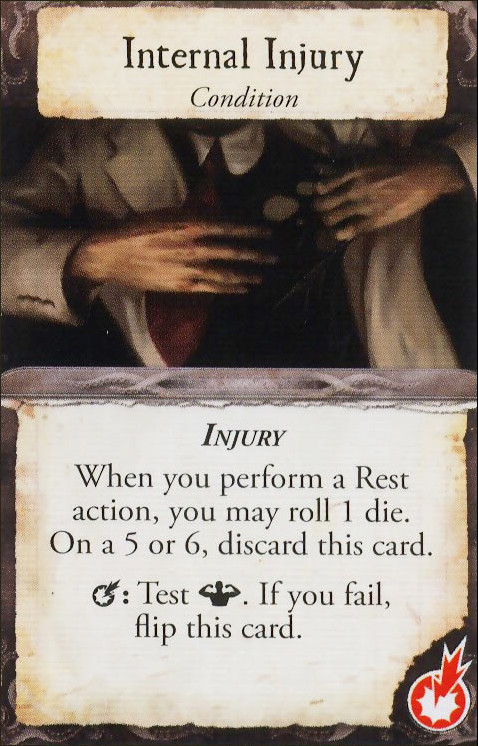 Internal Injury
Condition
INJURY
When you perform a Rest
action, you may roll 1 die.
On a 5 or 6, discard this card.
: Test . If you fail,
flip this card.